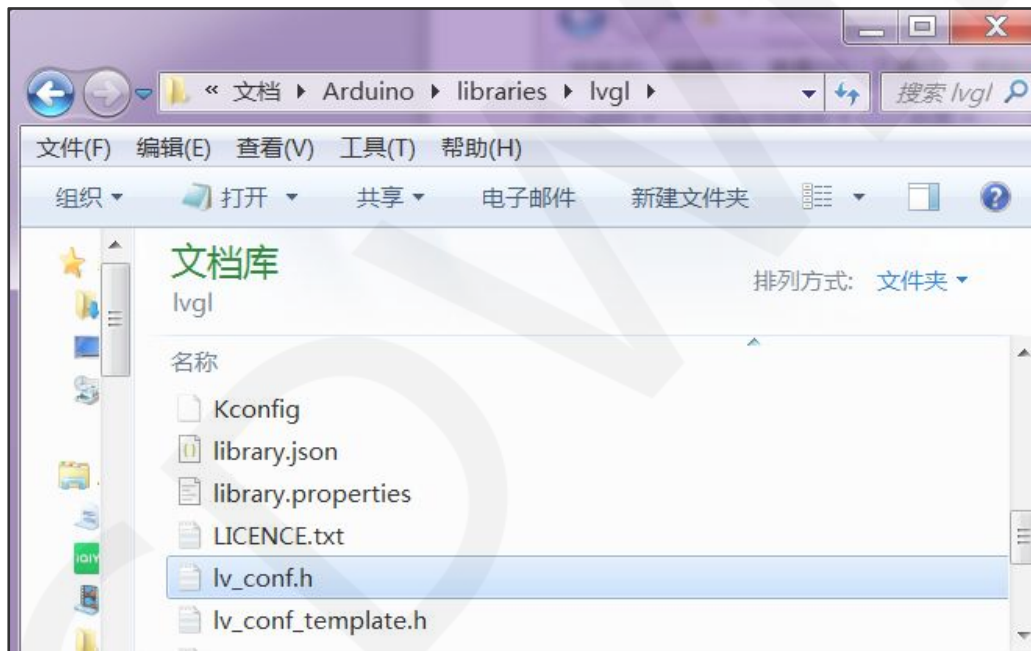 « 文档 Arduino libraries lvgl 搜索 lvgl
文件(F) 编辑(E) 查看(V) 工具(T) 帮助(H)
组织 打开 共享 电子邮件 新建文件夹
文档库
lvgl
排列方式: 文件夹
名称
Kconfig
library.json
library.properties
LICENCE.txt
lv_conf.h
lv_conf_template.h